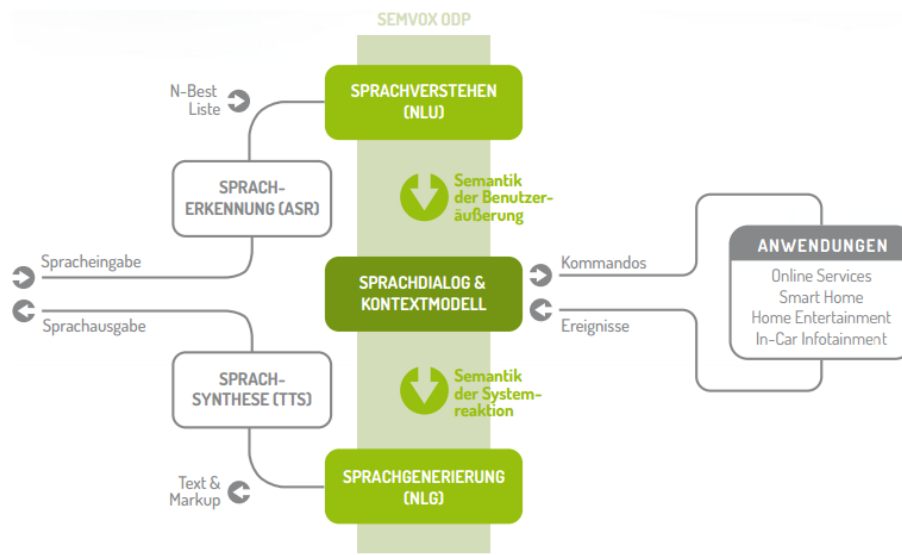 SEMVOX ODP
N-Best
Liste
SPRACHVERSTEHEN
(NLU)
SPRACH-
ERKENNUNG (ASR)
Semantik
der Benutzer-
äußerung
Spracheingabe
Sprachausgabe
SPRACHDIALOG &
KONTEXTMODELL
Kommandos
Ereignisse
ANWENDUNGEN
Online Services
Smart Home
Home Entertainment
In-Car Infotainment
SPRACH-
SYNTHESE (TTS)
Semantik
der System-
reaktion
Text &
Markup
SPRACHGENERIERUNG
(NLG)